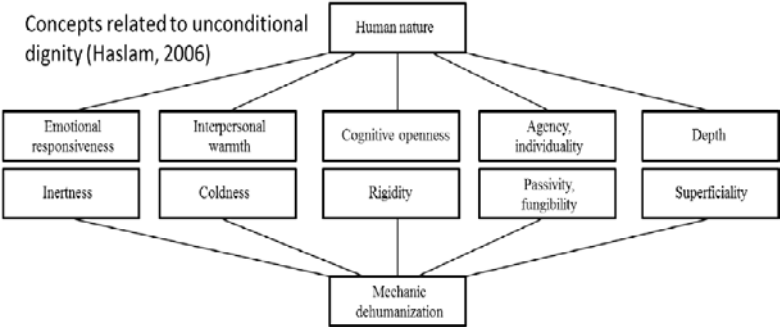 Concepts related to unconditional
dignity (Haslam, 2006)
Human nature
Emotional
responsiveness
Interpersonal
warmth
Cognitive openness
Agency,
individuality
Depth
Inertness
Coldness
Rigidity
Passivity,
fungibility
Superficiality
Mechanic
dehumanization